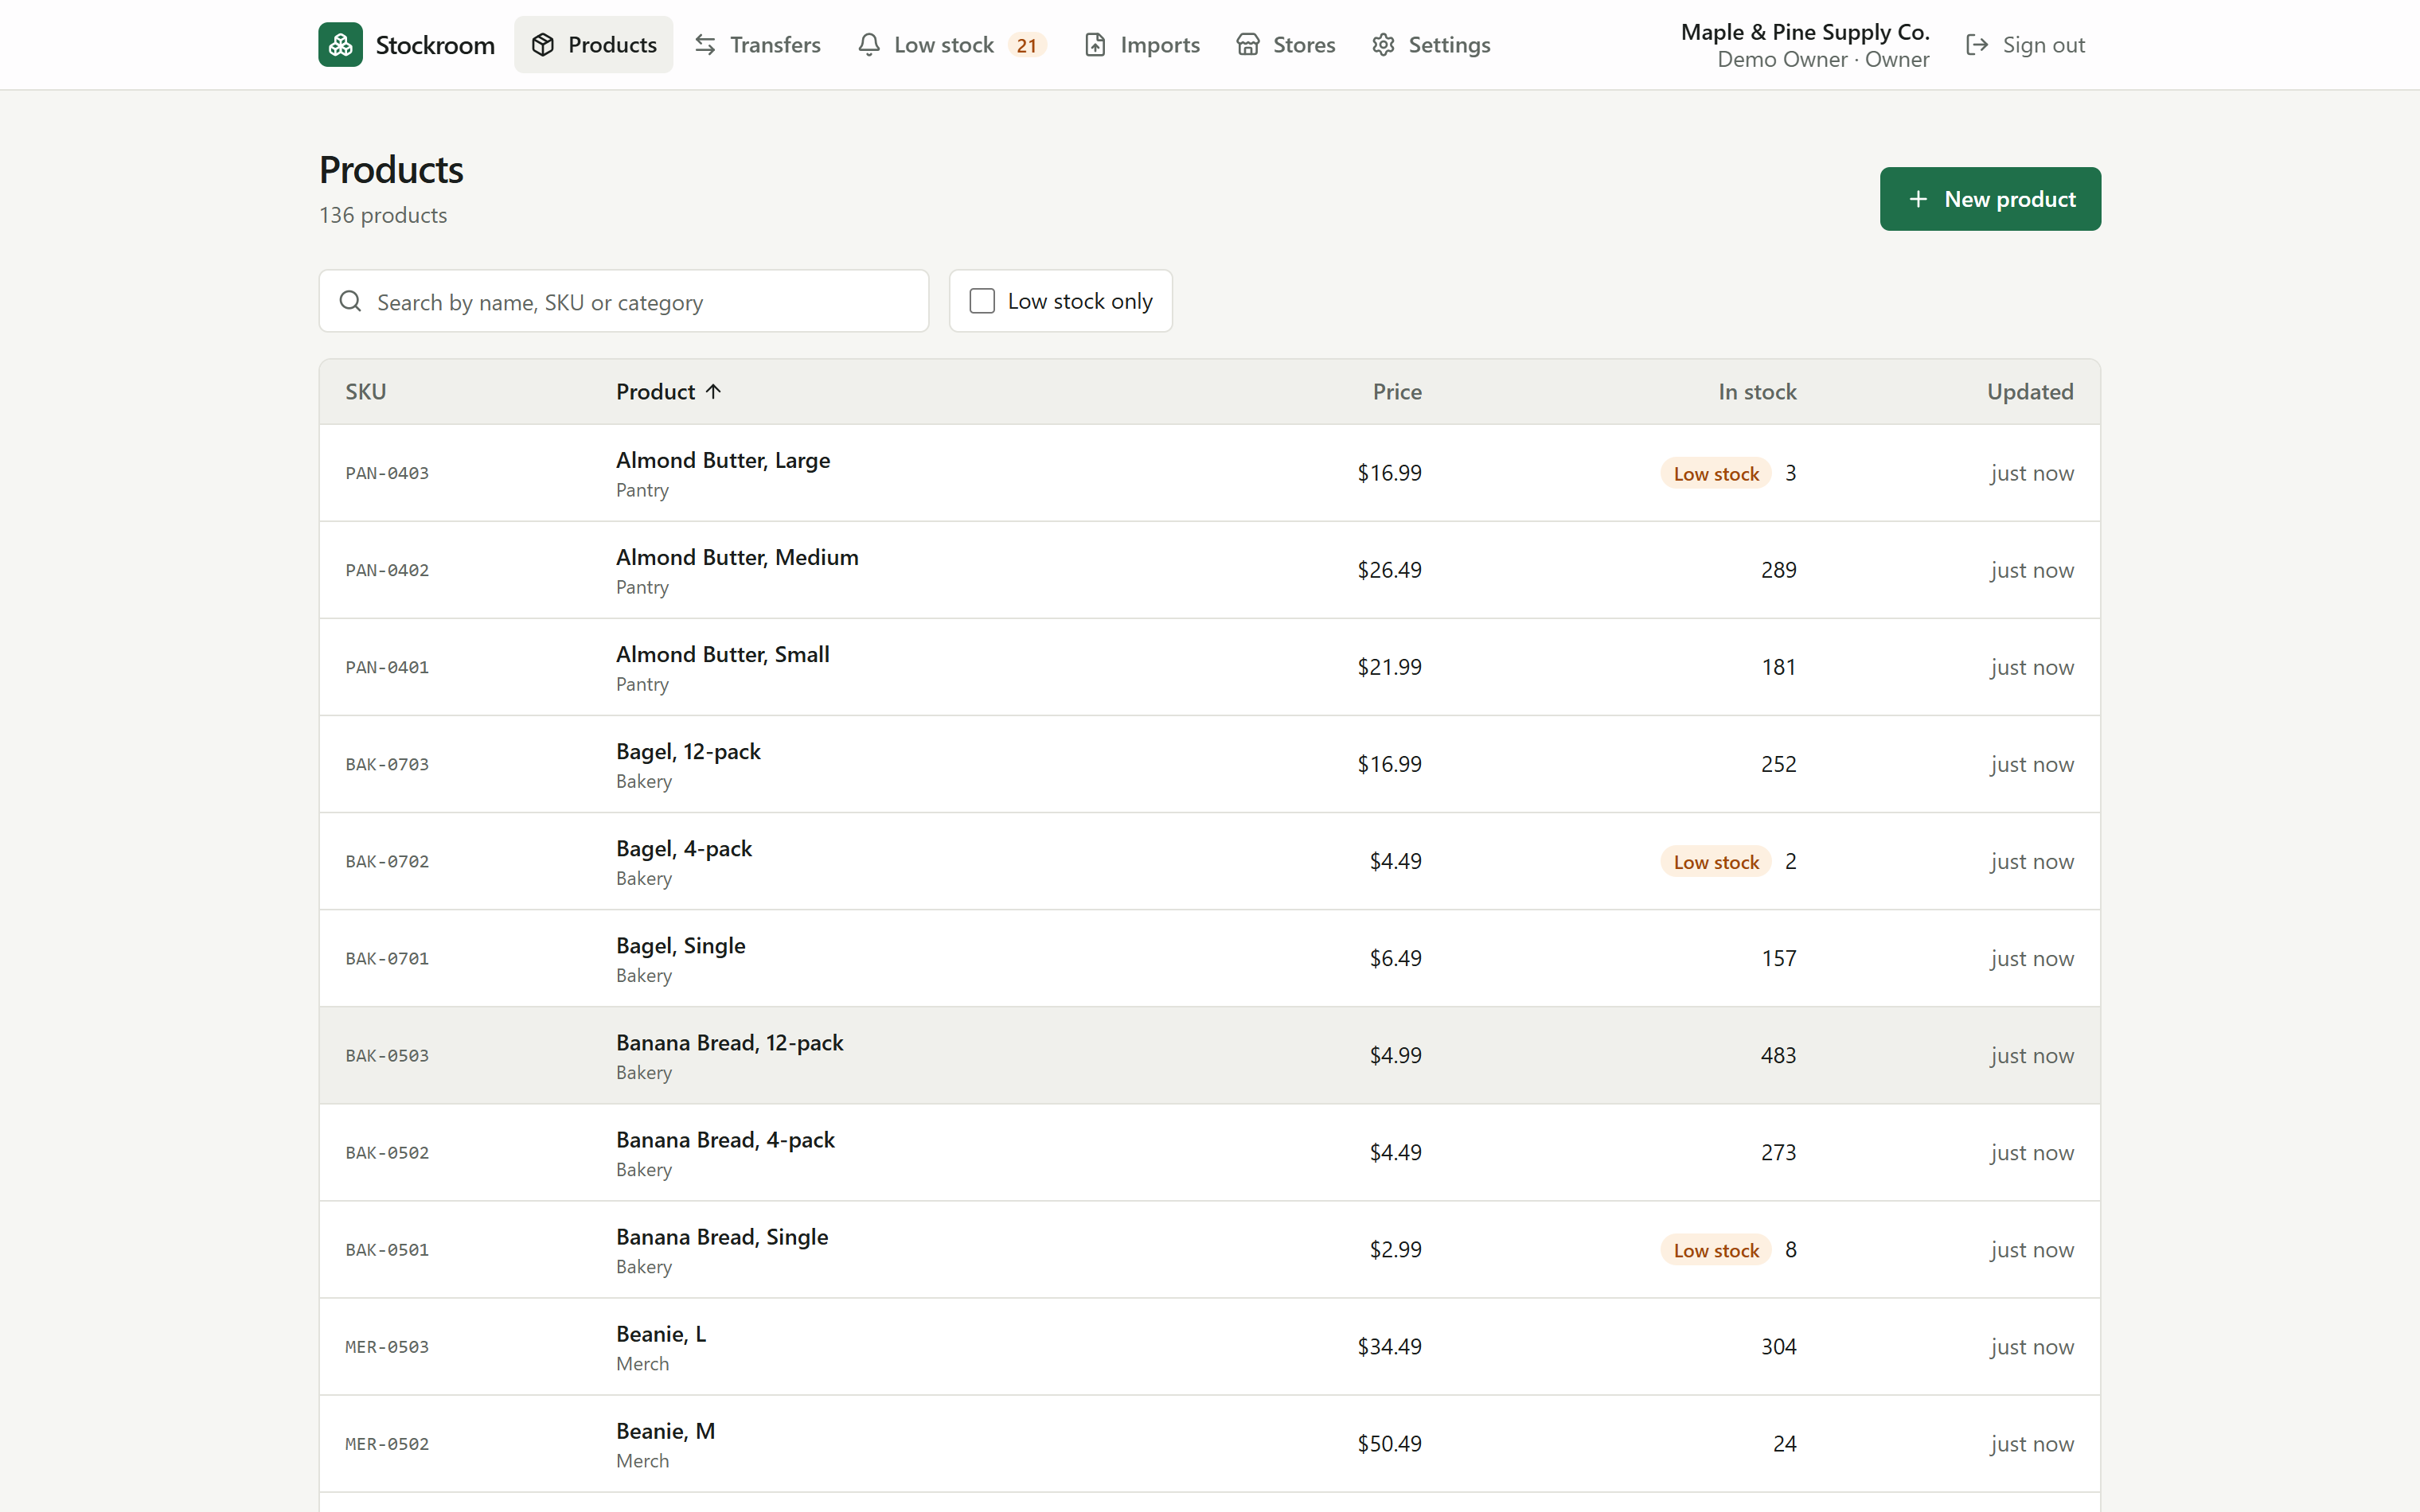 Stockroom
Products
Transfers
Low stock 21
Imports
Stores
Settings
Maple & Pine Supply Co.
Demo Owner · Owner
Sign out
Products
136 products
New product
Search by name, SKU or category
Low stock only
SKU Product Price In stock Updated
PAN-0403 Almond Butter, Large $16.99 Low stock 3 just now
Pantry
PAN-0402 Almond Butter, Medium $26.49 289 just now
Pantry
PAN-0401 Almond Butter, Small $21.99 181 just now
Pantry
BAK-0703 Bagel, 12-pack $16.99 252 just now
Bakery
BAK-0702 Bagel, 4-pack $4.49 Low stock 2 just now
Bakery
BAK-0701 Bagel, Single $6.49 157 just now
Bakery
BAK-0503 Banana Bread, 12-pack $4.99 483 just now
Bakery
BAK-0502 Banana Bread, 4-pack $4.49 273 just now
Bakery
BAK-0501 Banana Bread, Single $2.99 Low stock 8 just now
Bakery
MER-0503 Beanie, L $34.49 304 just now
Merch
MER-0502 Beanie, M $50.49 24 just now
Merch